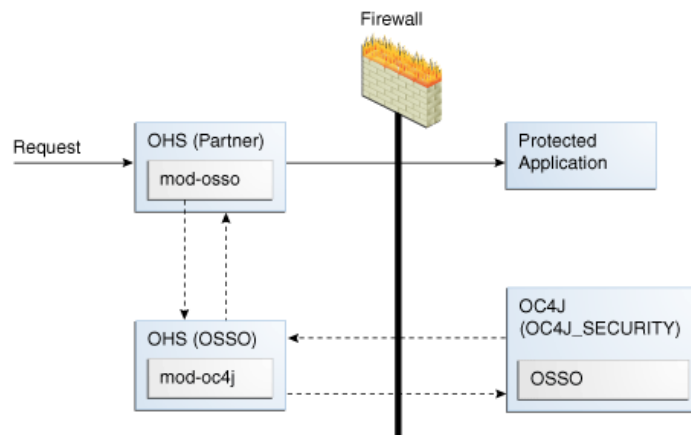 Firewall
Request
OHS (Partner)
mod-osso
Protected
Application
OHS (OSSO)
mod-oc4j
OC4J
(OC4J_SECURITY)
OSSO